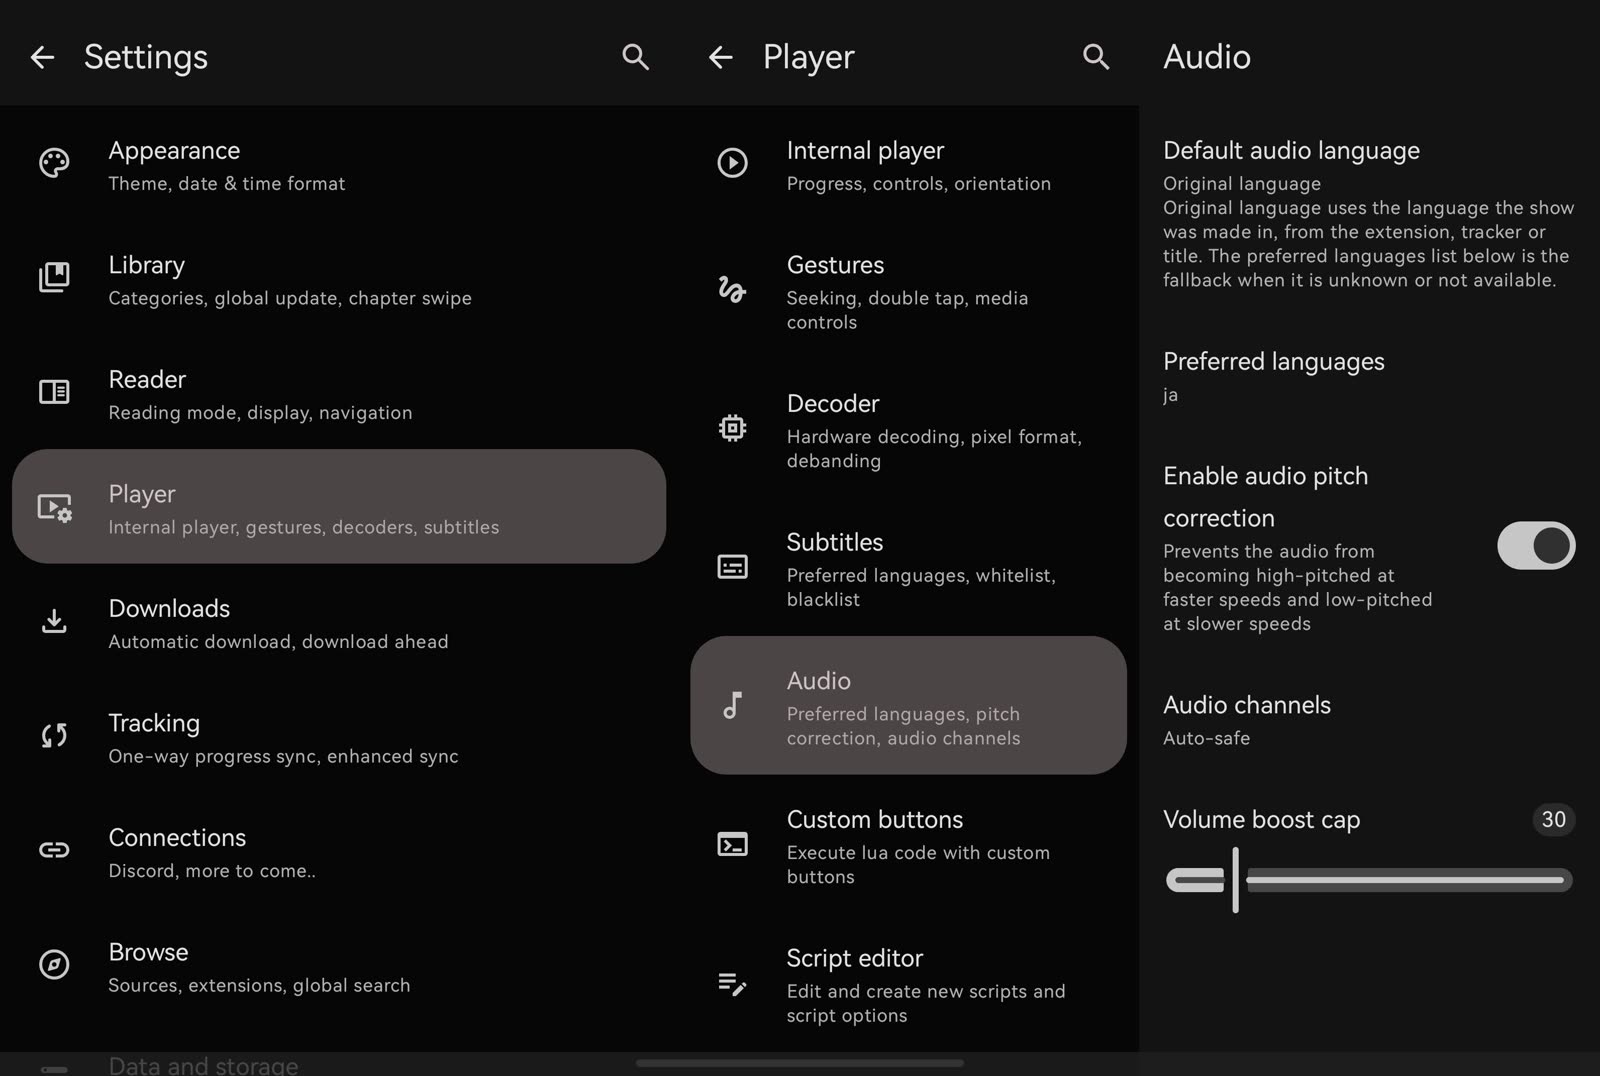 Settings
Appearance
Theme, date & time format
Library
Categories, global update, chapter swipe
Reader
Reading mode, display, navigation
Player
Internal player, gestures, decoders, subtitles
Downloads
Automatic download, download ahead
Tracking
One-way progress sync, enhanced sync
Connections
Discord, more to come..
Browse
Sources, extensions, global search
Data and storage
Player
Internal player
Progress, controls, orientation
Gestures
Seeking, double tap, media
controls
Decoder
Hardware decoding, pixel format,
debanding
Subtitles
Preferred languages, whitelist,
blacklist
Audio
Preferred languages, pitch
correction, audio channels
Custom buttons
Execute lua code with custom
buttons
Script editor
Edit and create new scripts and
script options
Audio
Default audio language
Original language
Original language uses the language the show
was made in, from the extension, tracker or
title. The preferred languages list below is the
fallback when it is unknown or not available.
Preferred languages
ja
Enable audio pitch
correction
Prevents the audio from
becoming high-pitched at
faster speeds and low-pitched
at slower speeds
Audio channels
Auto-safe
Volume boost cap
30